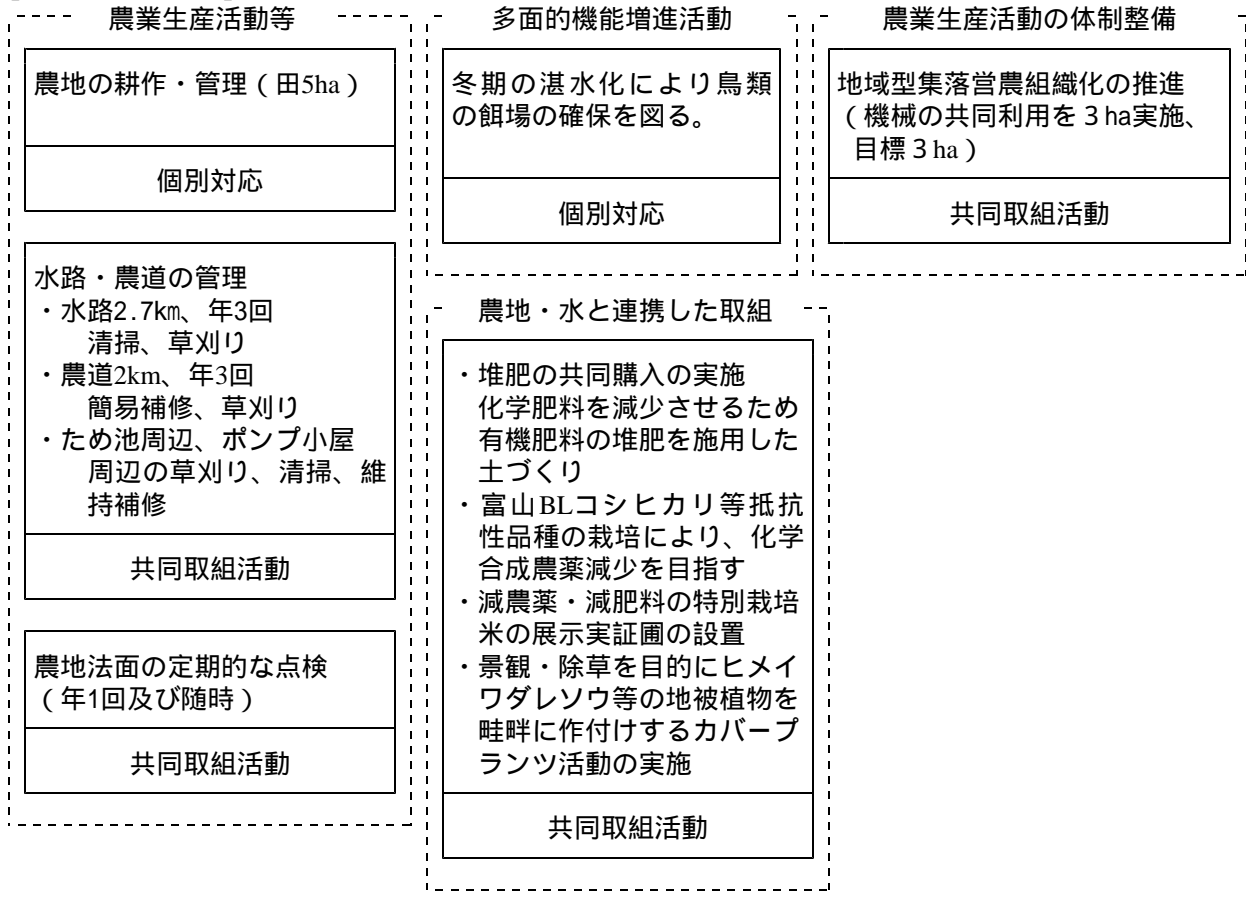 農業生産活動等
農地の耕作・管理（田5ha）
個別対応
水路・農道の管理
・水路2.7㎞、年3回
清掃、草刈り
・農道2km、年3回
簡易補修、草刈り
・ため池周辺、ポンプ小屋
周辺の草刈り、清掃、維
持補修
共同取組活動
農地法面の定期的な点検
（年1回及び随時）
共同取組活動
多面的機能増進活動
冬期の湛水化により鳥類
の餌場の確保を図る。
個別対応
農業生産活動の体制整備
地域型集落営農組織化の推進
（機械の共同利用を３ha実施、
目標３ha）
共同取組活動
農地・水と連携した取組
・堆肥の共同購入の実施
化学肥料を減少させるため
有機肥料の堆肥を施用した
土づくり
・富山BLコシヒカリ等抵抗
性品種の栽培により、化学
合成農薬減少を目指す
・減農薬・減肥料の特別栽培
米の展示実証圃の設置
・景観・除草を目的にヒメイ
ワダレソウ等の地被植物を
畦畔に作付けするカバープ
ランツ活動の実施
共同取組活動